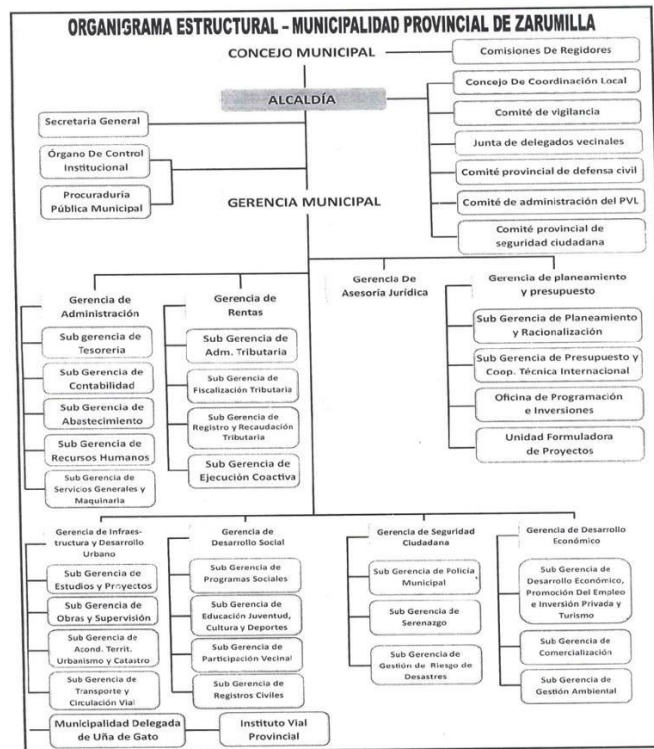 ORGANIGRAMA ESTRUCTURAL – MUNICIPALIDAD PROVINCIAL DE ZARUMILLA
CONCEJO MUNICIPAL
Comisiones De Regidores
ALCALDÍA
Concejo De Coordinación Local
Comité de vigilancia
Junta de delegados vecinales
Comité provincial de defensa civil
Comité de administración del PVL
Comité provincial de
seguridad ciudadana
Secretaria General
Órgano De Control
Institucional
Procuraduría
Pública Municipal
GERENCIA MUNICIPAL
Gerencia de
Administración
Sub gerencia de
Tesorería
Sub Gerencia de
Contabilidad
Sub Gerencia de
Abastecimiento
Sub Gerencia de
Recursos Humanos
Sub Gerencia de
Servicios Generales y
Maquinaria
Gerencia de
Rentas
Sub Gerencia de
Adm. Tributaria
Sub Gerencia de
Fiscalización Tributaria
Sub Gerencia de
Registro y Recaudación
Tributaria
Sub Gerencia de
Ejecución Coactiva
Gerencia De
Asesoría Jurídica
Gerencia de planeamiento
y presupuesto
Sub Gerencia de Planeamiento
y Racionalización
Sub Gerencia de Presupuesto y
Coop. Técnica Internacional
Oficina de Programación
e Inversiones
Unidad Formuladora
de Proyectos
Gerencia de Infraes-
tructura y Desarrollo
Urbano
Sub Gerencia de
Estudios y Proyectos
Sub Gerencia de
Obras y Supervisión
Sub Gerencia de
Acond. Territ.
Urbanismo y Catastro
Sub Gerencia de
Transporte y
Circulación Vial
Municipalidad Delegada
de Uña de Gato
Gerencia de
Desarrollo Social
Sub Gerencia de
Programas Sociales
Sub Gerencia de
Educación Juventud,
Cultura y Deportes
Sub Gerencia de
Participación Vecinal
Sub Gerencia de
Registros Civiles
Instituto Vial
Provincial
Gerencia de Seguridad
Ciudadana
Sub Gerencia de Policía
Municipal
Sub Gerencia de
Serenazgo
Sub Gerencia de
Gestión de Riesgo de
Desastres
Gerencia de Desarrollo
Económico
Sub Gerencia de
Desarrollo Económico,
Promoción Del Empleo
e Inversión Privada y
Turismo
Sub Gerencia de
Comercialización
Sub Gerencia de
Gestión Ambiental